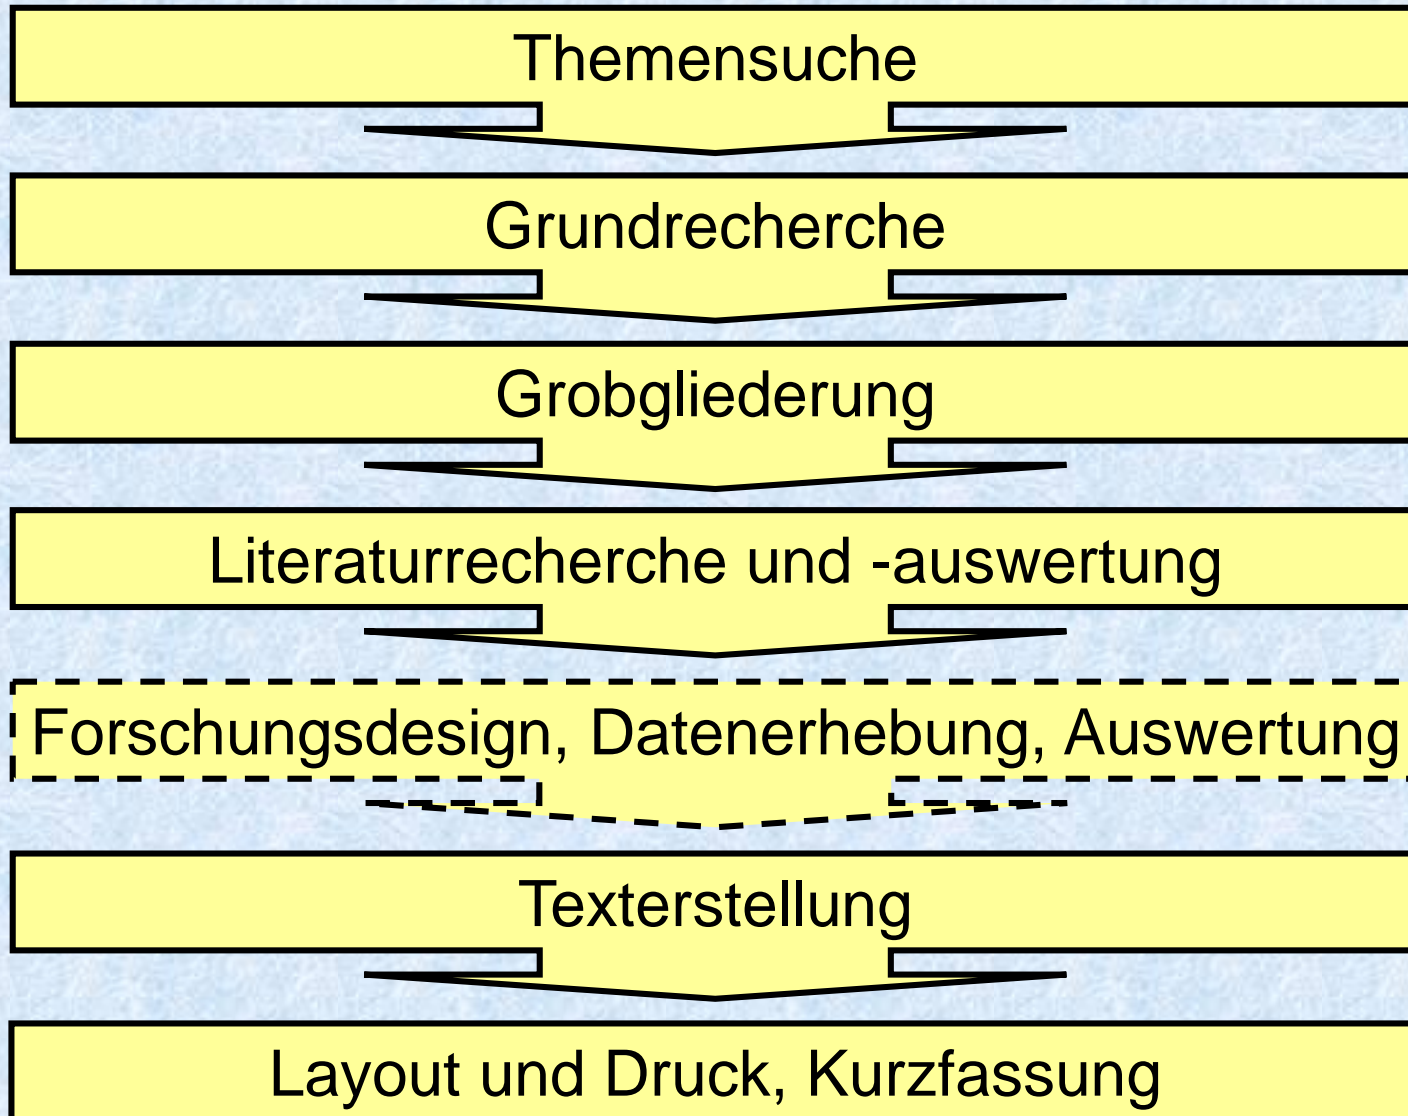 Themensuche
Grundrecherche
Grobgliederung
Literaturrecherche und -auswertung
Forschungsdesign, Datenerhebung, Auswertung
Texterstellung
Layout und Druck, Kurzfassung